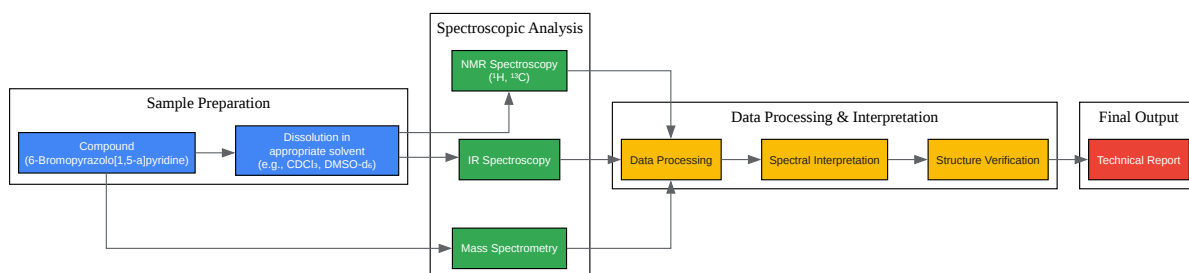 Sample Preparation
Compound
(6-Bromopyrazolo[1,5-a]pyridine)
Dissolution in
appropriate solvent
(e.g., CDCl₃, DMSO-d₆)
Spectroscopic Analysis
NMR Spectroscopy
(¹H, ¹³C)
IR Spectroscopy
Mass Spectrometry
Data Processing & Interpretation
Data Processing
Spectral Interpretation
Structure Verification
Final Output
Technical Report